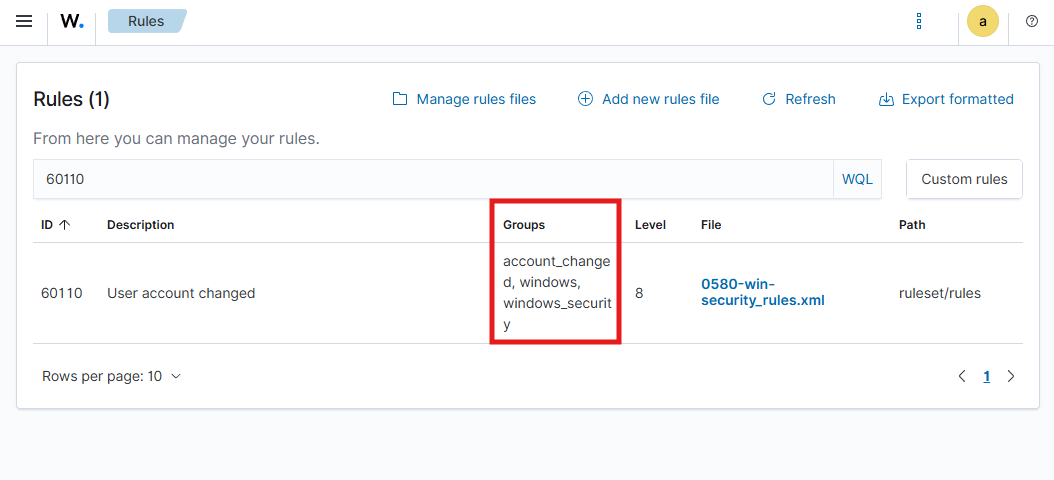 W. Rules a
Rules (1) Manage rules files Add new rules file Refresh Export formatted
From here you can manage your rules.
60110 WQL Custom rules
ID Description Groups Level File Path
60110 User account changed account_change
d, windows,
windows_securit
y 8 0580-win-
security_rules.xml ruleset/rules
Rows per page: 10 1